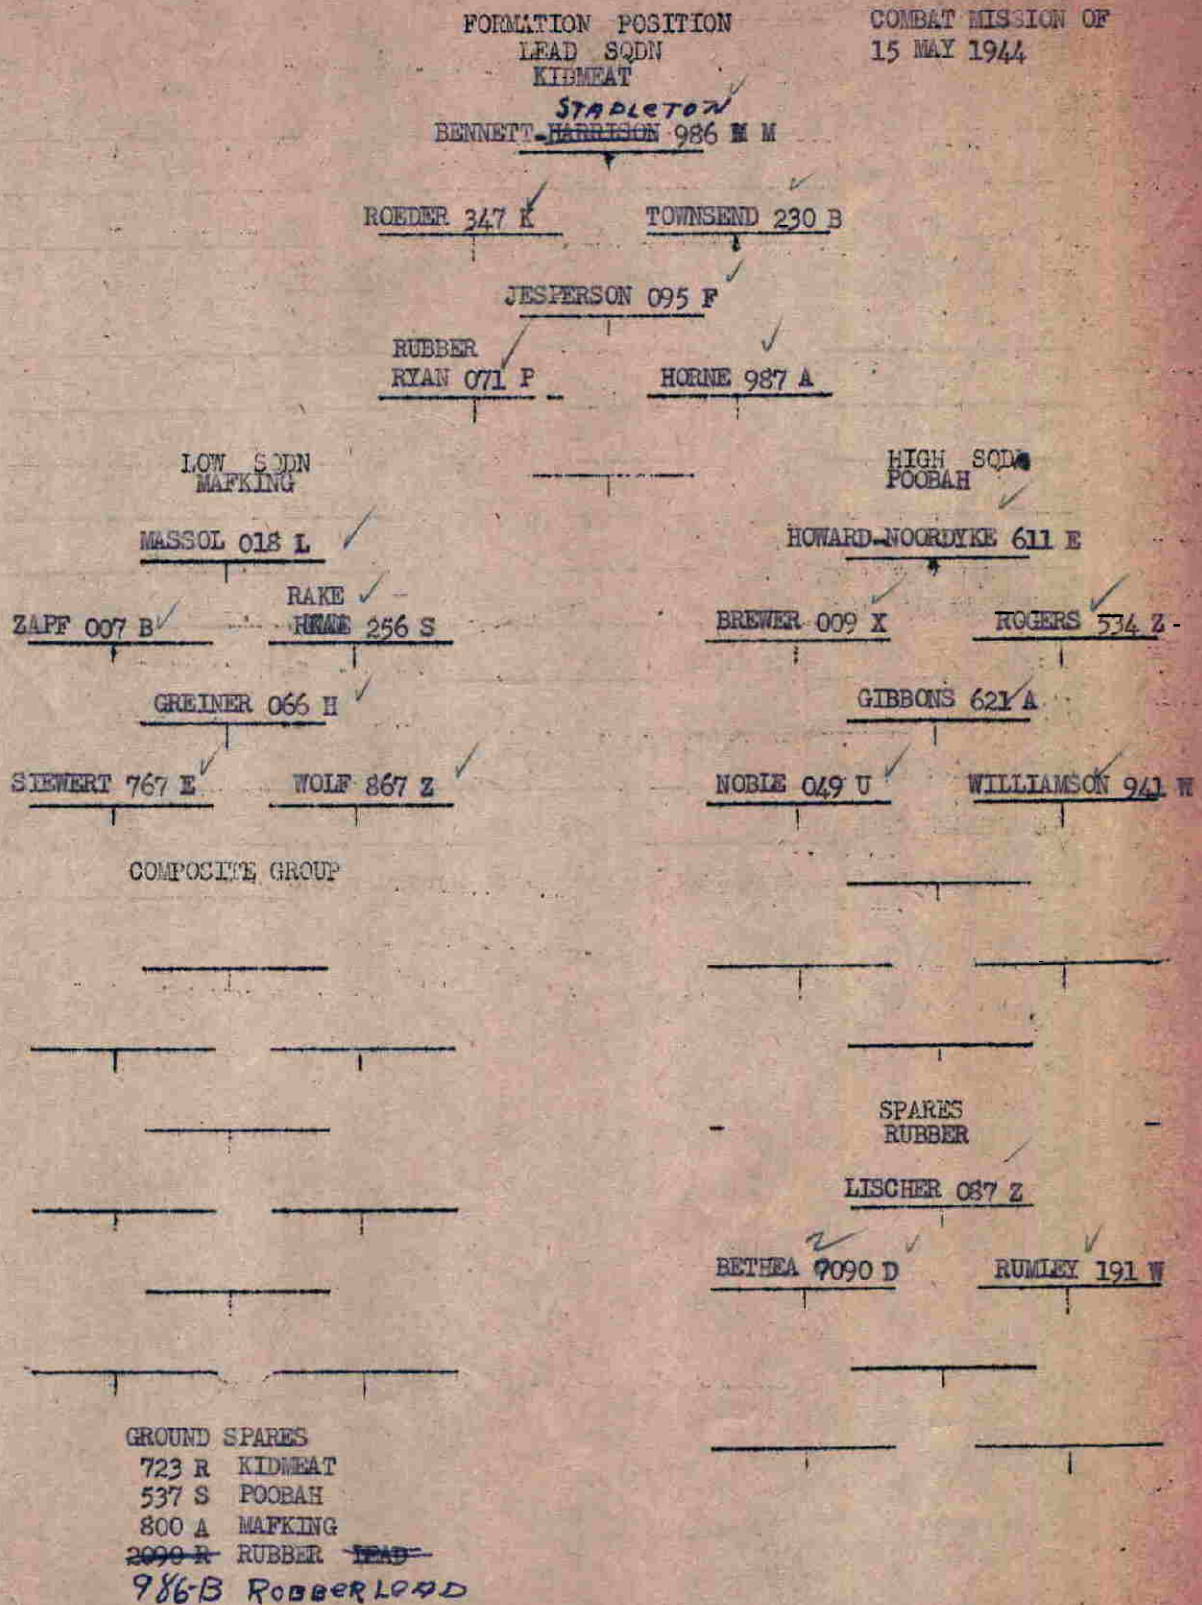 FORMATION POSITION
COMBAT MISSION OF
LEAD SQDN
15 MAY 1944
KIDMEAT
STAPLETON
BENNETT-HARRISON 986 M M
ROEDER 347 K
TOWNSEND 230 B
JESPERSON 095 F
RUBBER
RYAN 071 P
HORNE 987 A
LOW SQDN
MAFKING
HIGH SQDN
POOBAH
MASSOL 018 L
HOWARD-NOORDYKE 611 E
RAKE
ZAPF 007 B
256 S
BREWER 009 X
ROGERS 534 Z
GREINER 066 H
GIBBONS 621 A
SIEWERT 767 E
WOLF 867 Z
NOBLE 049 U
WILLIAMSON 941 W
COMPOSITE GROUP
SPARES
RUBBER
LISCHER 087 Z
2
BETHEA 9090 D
RUMLEY 191 W
GROUND SPARES
723 R KIDMEAT
537 S POOBAH
800 A MAFKING
2090 R RUBBER LEAD
986-B ROBBER LEAD